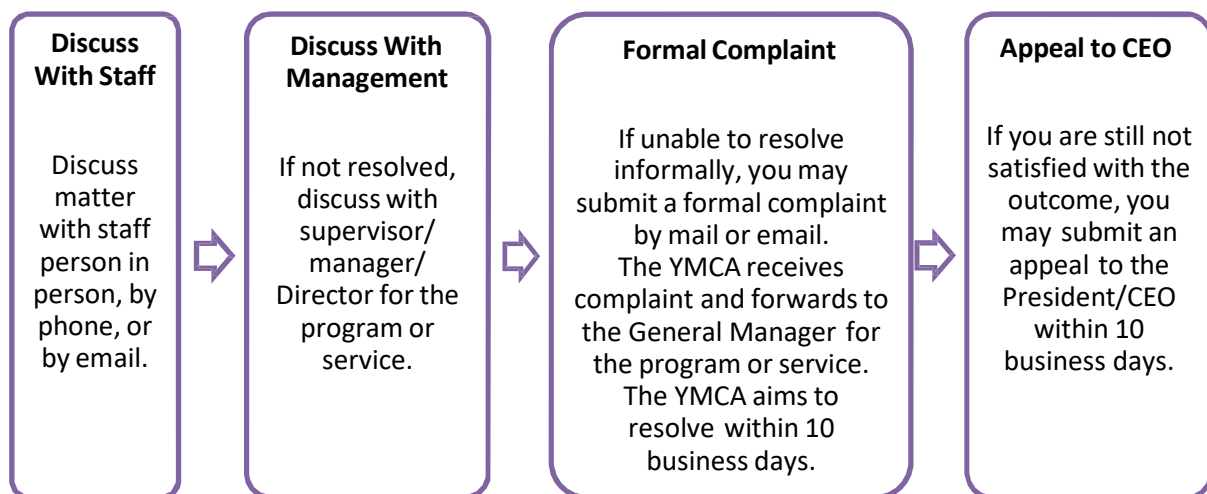 Discuss
With Staff
Discuss
matter
with staff
person in
person, by
phone, or
by email.
Discuss With
Management
If not resolved,
discuss with
supervisor/
manager/
Director for the
program or
service.
Formal Complaint
If unable to resolve
informally, you may
submit a formal complaint
by mail or email.
The YMCA receives
complaint and forwards to
the General Manager for
the program or service.
The YMCA aims to
resolve within 10
business days.
Appeal to CEO
If you are still not
satisfied with the
outcome, you
may submit an
appeal to the
President/CEO
within 10
business days.